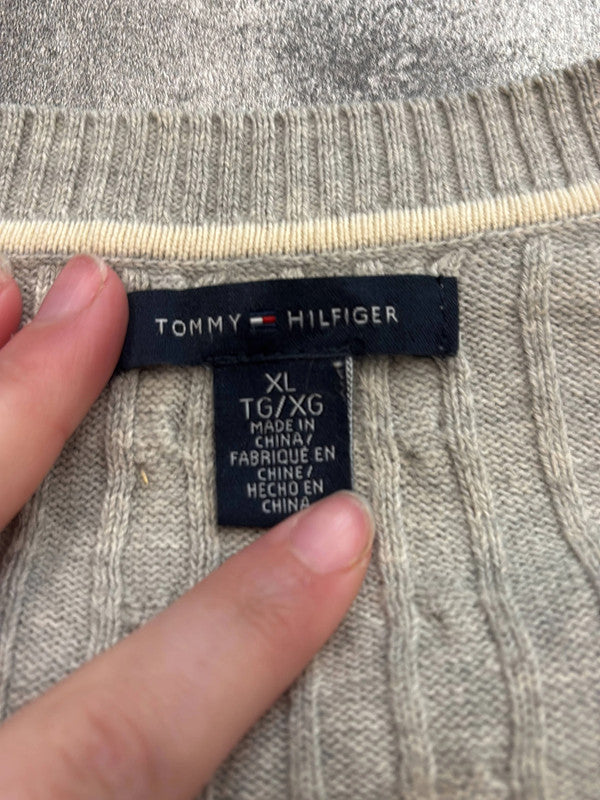 TOMMY HILFIGER
XL
TG/XG
MADE IN
CHINA/
FABRIQUÉ EN
CHINE/
HECHO EN
CHINA